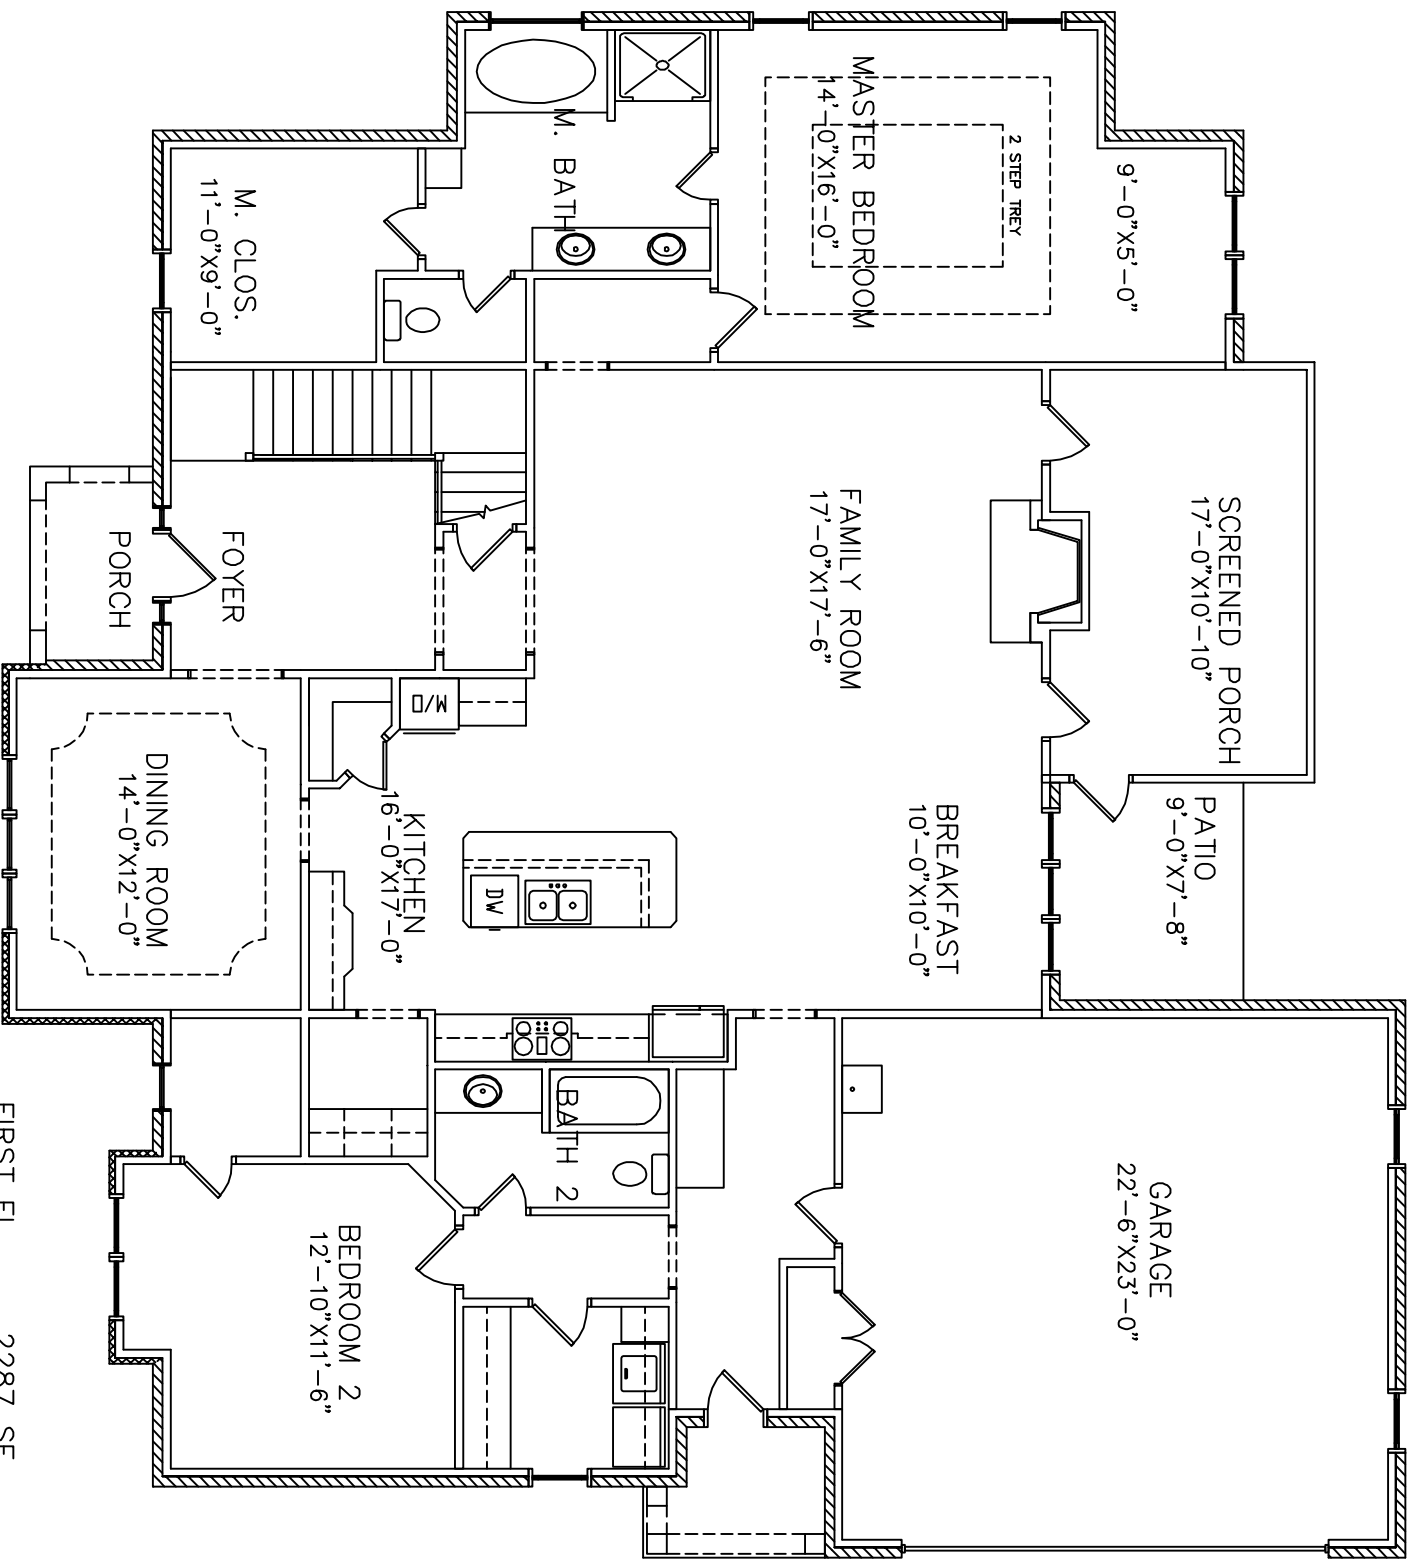 MASTER BEDROOM
14'-0"X16'-0"
2 STEP TREY
9'-0"X5'-0"
M. BATH
M. CLOS.
11'-0"X9'-0"
SCREENED PORCH
17'-0"X10'-10"
FAMILY ROOM
17'-0"X17'-6"
FOYER
PORCH
PATIO
9'-0"X7'-8"
BREAKFAST
10'-0"X10'-0"
M/O
KITCHEN
16'-0"X17'-0"
DW
DINING ROOM
14'-0"X12'-0"
BATH 2
GARAGE
22'-6"X23'-0"
BEDROOM 2
12'-10"X11'-6"
FIRST FL 2287 SF